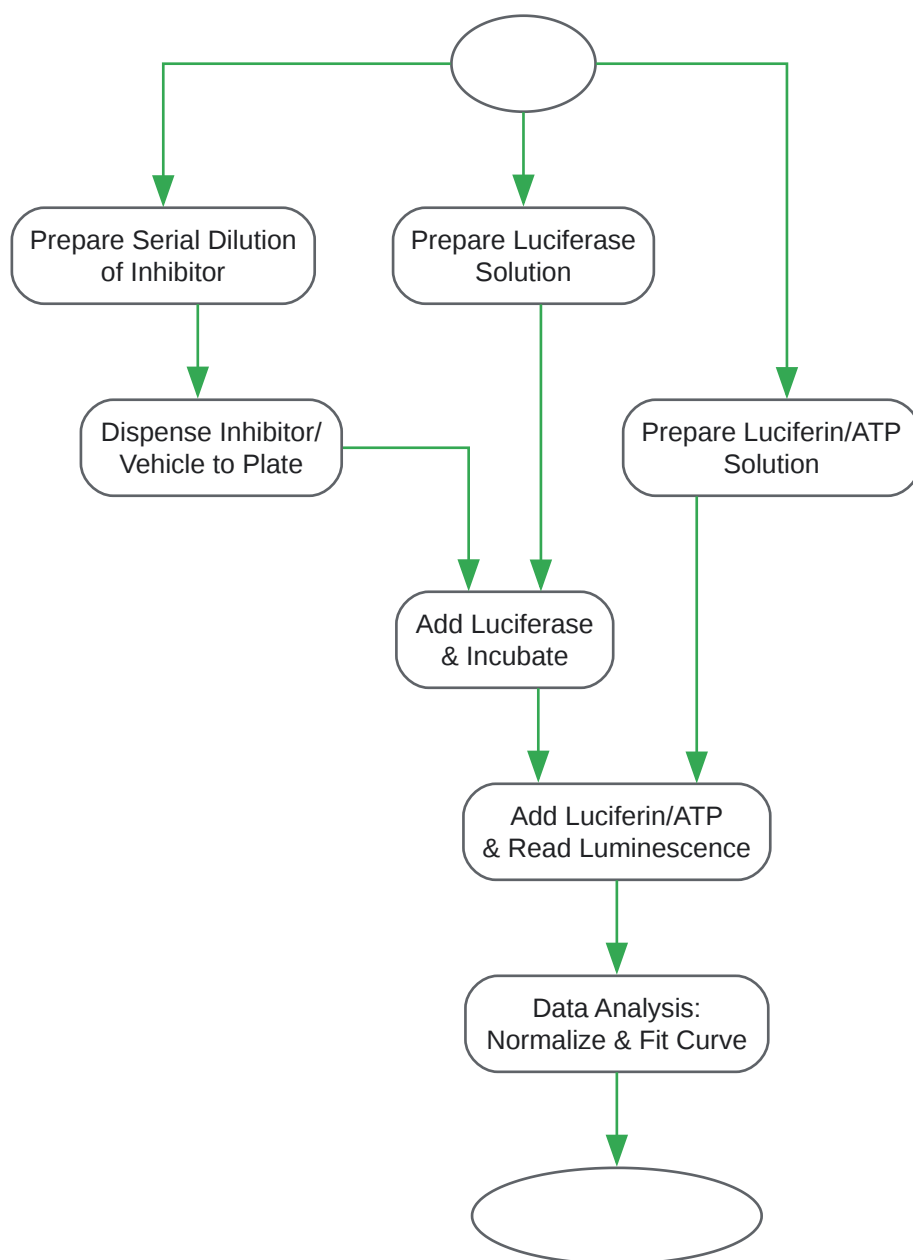 Prepare Serial Dilution
of Inhibitor
Prepare Luciferase
Solution
Dispense Inhibitor/
Vehicle to Plate
Prepare Luciferin/ATP
Solution
Add Luciferase
& Incubate
Add Luciferin/ATP
& Read Luminescence
Data Analysis:
Normalize & Fit Curve